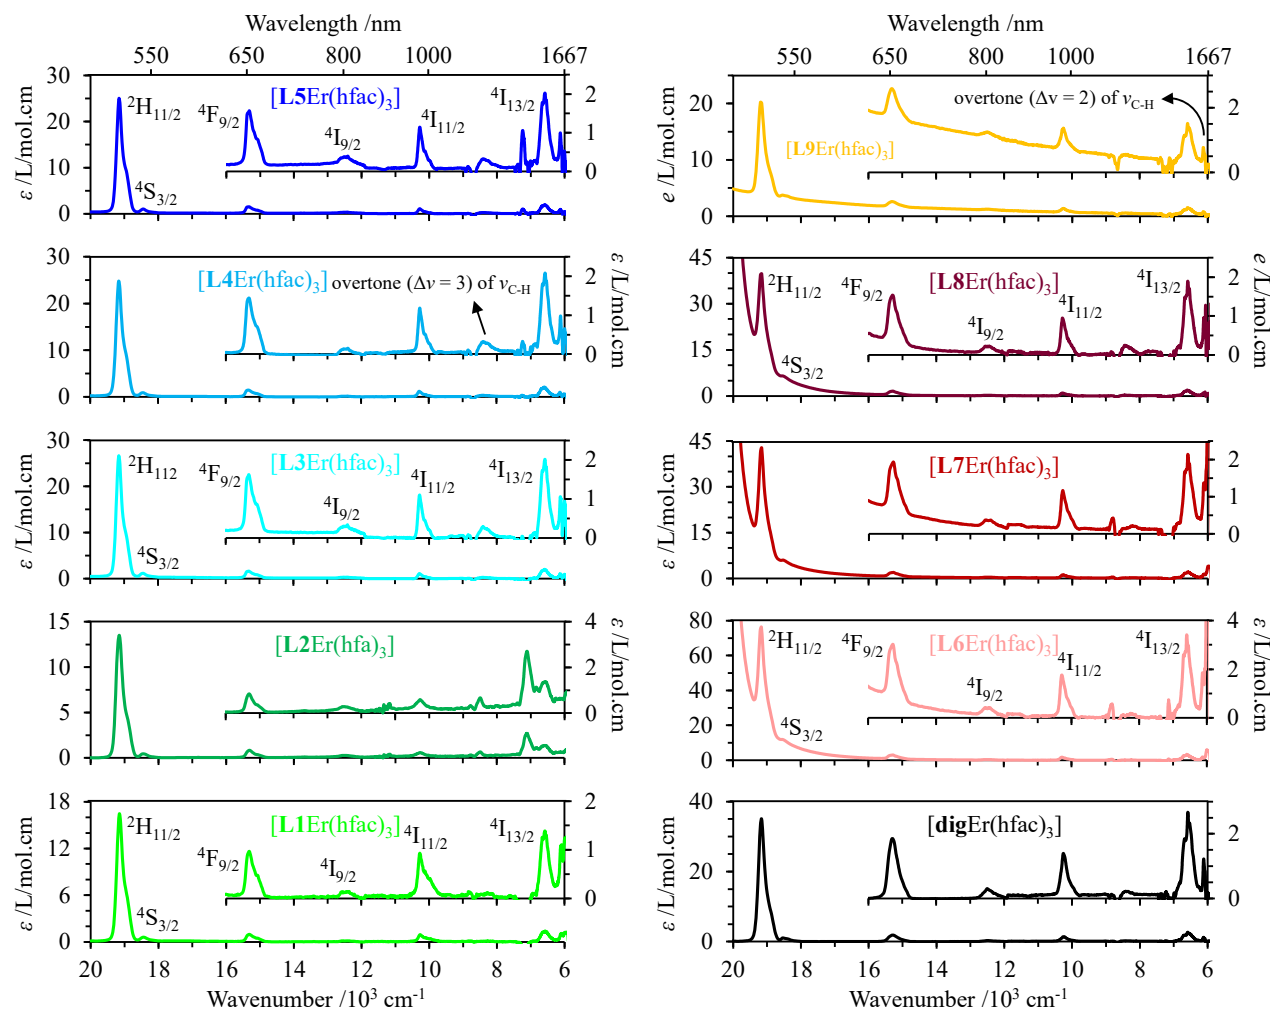 Wavelength /nm
550 650 800 1000 1667
30
20
10
0
ε /L/mol.cm
²H₁₁/₂
⁴S₃/₂
⁴F₉/₂
[L5Er(hfac)₃]
⁴I₉/₂
⁴I₁₁/₂
⁴I₁₃/₂
2
1
0
30
20
10
0
[L4Er(hfac)₃]
overtone (Δv = 3) of νC-H
2
1
0
ε /L/mol.cm
ε /L/mol.cm
30
20
10
0
ε /L/mol.cm
²H₁₁₂
⁴S₃/₂
⁴F₉/₂
[L3Er(hfac)₃]
⁴I₉/₂
⁴I₁₁/₂
⁴I₁₃/₂
2
1
0
15
10
5
0
[L2Er(hfa)₃]
4
3
2
1
0
ε /L/mol.cm
ε /L/mol.cm
18
12
6
0
ε /L/mol.cm
²H₁₁/₂
⁴S₃/₂
⁴F₉/₂
[L1Er(hfac)₃]
⁴I₉/₂
⁴I₁₁/₂
⁴I₁₃/₂
2
1
0
20 18 16 14 12 10 8 6
Wavenumber /10³ cm⁻¹
Wavelength /nm
550 650 800 1000 1667
20
10
0
e /L/mol.cm
overtone (Δv = 2) of νC-H
[L9Er(hfac)₃]
2
0
45
30
15
0
ε /L/mol.cm
²H₁₁/₂
⁴S₃/₂
⁴F₉/₂
[L8Er(hfac)₃]
⁴I₉/₂
⁴I₁₁/₂
⁴I₁₃/₂
2
1
0
e /L/mol.cm
45
30
15
0
ε /L/mol.cm
[L7Er(hfac)₃]
2
1
0
80
60
40
20
0
ε /L/mol.cm
²H₁₁/₂
⁴S₃/₂
⁴F₉/₂
[L6Er(hfac)₃]
⁴I₉/₂
⁴I₁₁/₂
⁴I₁₃/₂
4
2
0
ε /L/mol.cm
40
20
0
ε /L/mol.cm
[digEr(hfac)₃]
2
0
20 18 16 14 12 10 8 6
Wavenumber /10³ cm⁻¹